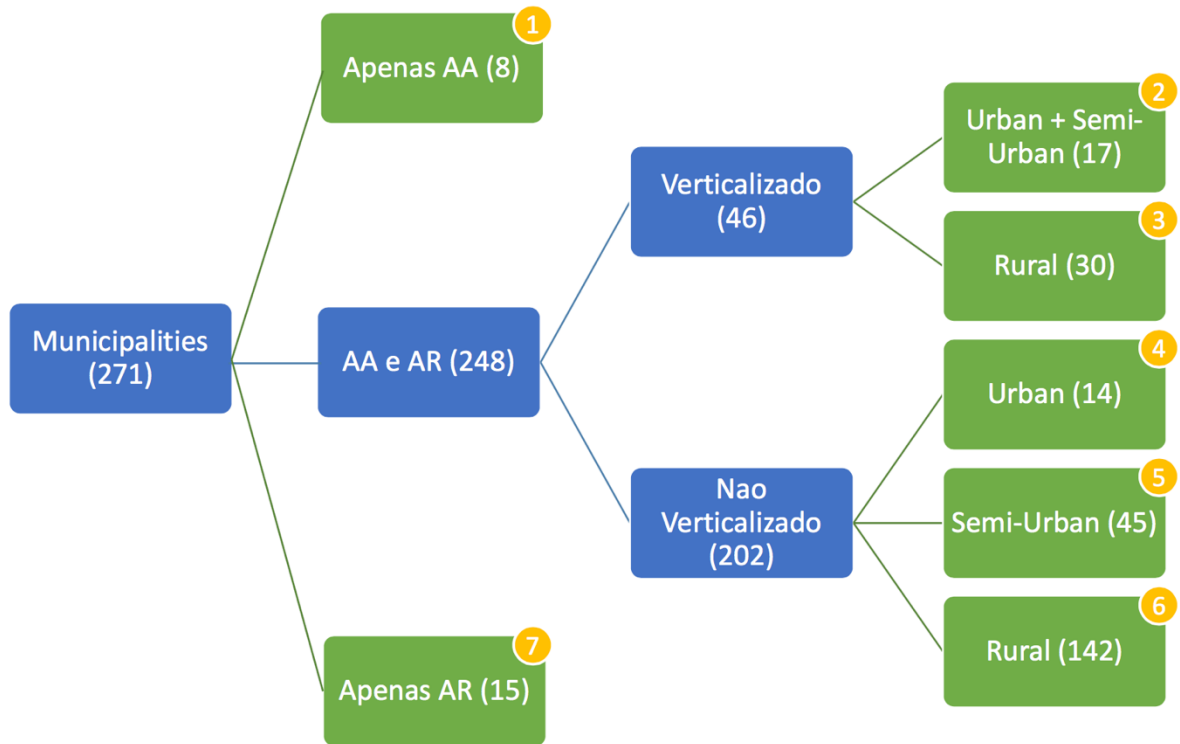 1
Apenas AA (8)
2
Urban + Semi-
Urban (17)
Verticalizado
(46)
3
Rural (30)
Municipalities
(271)
AA e AR (248)
4
Urban (14)
Nao
Verticalizado
(202)
5
Semi-Urban (45)
6
Rural (142)
7
Apenas AR (15)